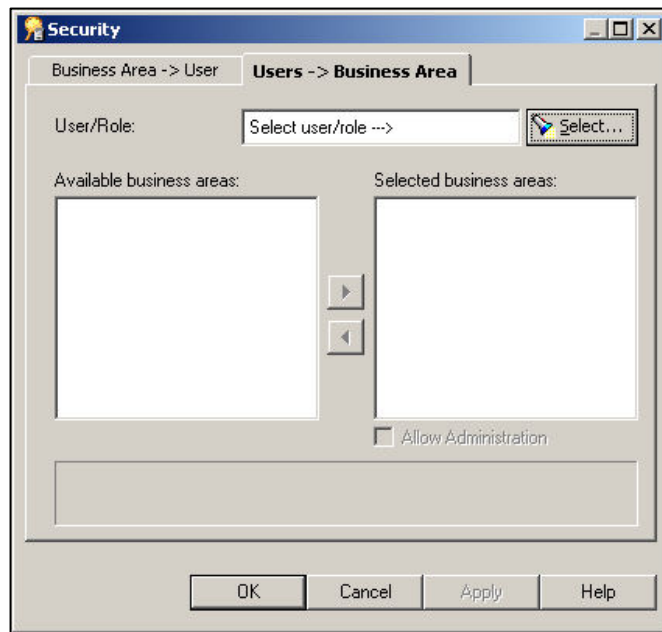 Security
Business Area -> User
Users -> Business Area
User/Role:
Select user/role --->
Select...
Available business areas:
Selected business areas:
Allow Administration
OK
Cancel
Apply
Help